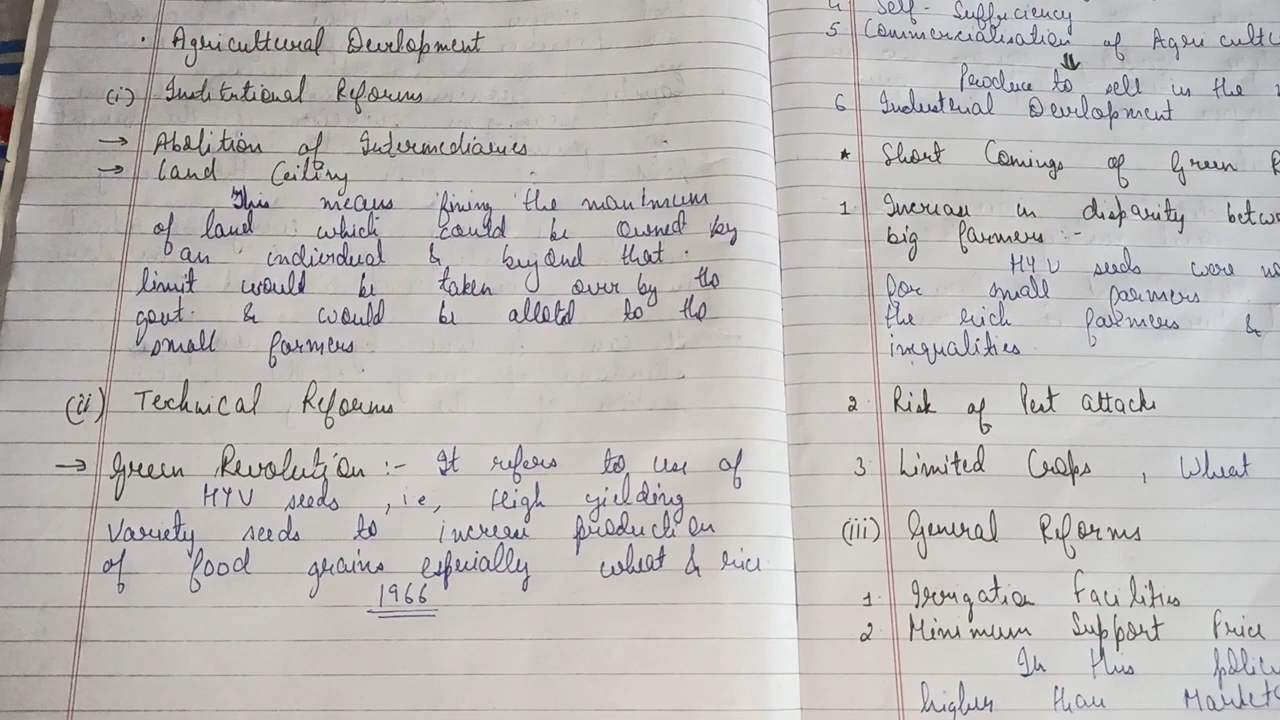 · Agricultural Development
(i) Institutional Reforms
→ Abolition of Intermediaries
→ Land Ceiling
This means fixing the maximum
of land which could be owned by
an individual & beyond that
limit would be taken over by the
govt. & would be alloted to the
small farmers
(ii) Technical Reforms
→ Green Revolution :- It refers to use of
HYV seeds , i.e, High yielding
Variety seeds to increase production
of food grains especially wheat & rice
1966
4 Self-Sufficiency
5 Commercialisation of Agri cultu
⇓
Produce to sell in the
6 Industrial Development
* Short Comings of Green R
1 Increase in disparity betw
big farmers :-
HYV seeds were no
for small farmers
the rich farmers &
inequalities
2 Risk of Pest attack
3 Limited Crops , Wheat
(iii) General Reforms
1. Irrigation Facilities
2 Minimum Support Price
In this polic
higher than Market